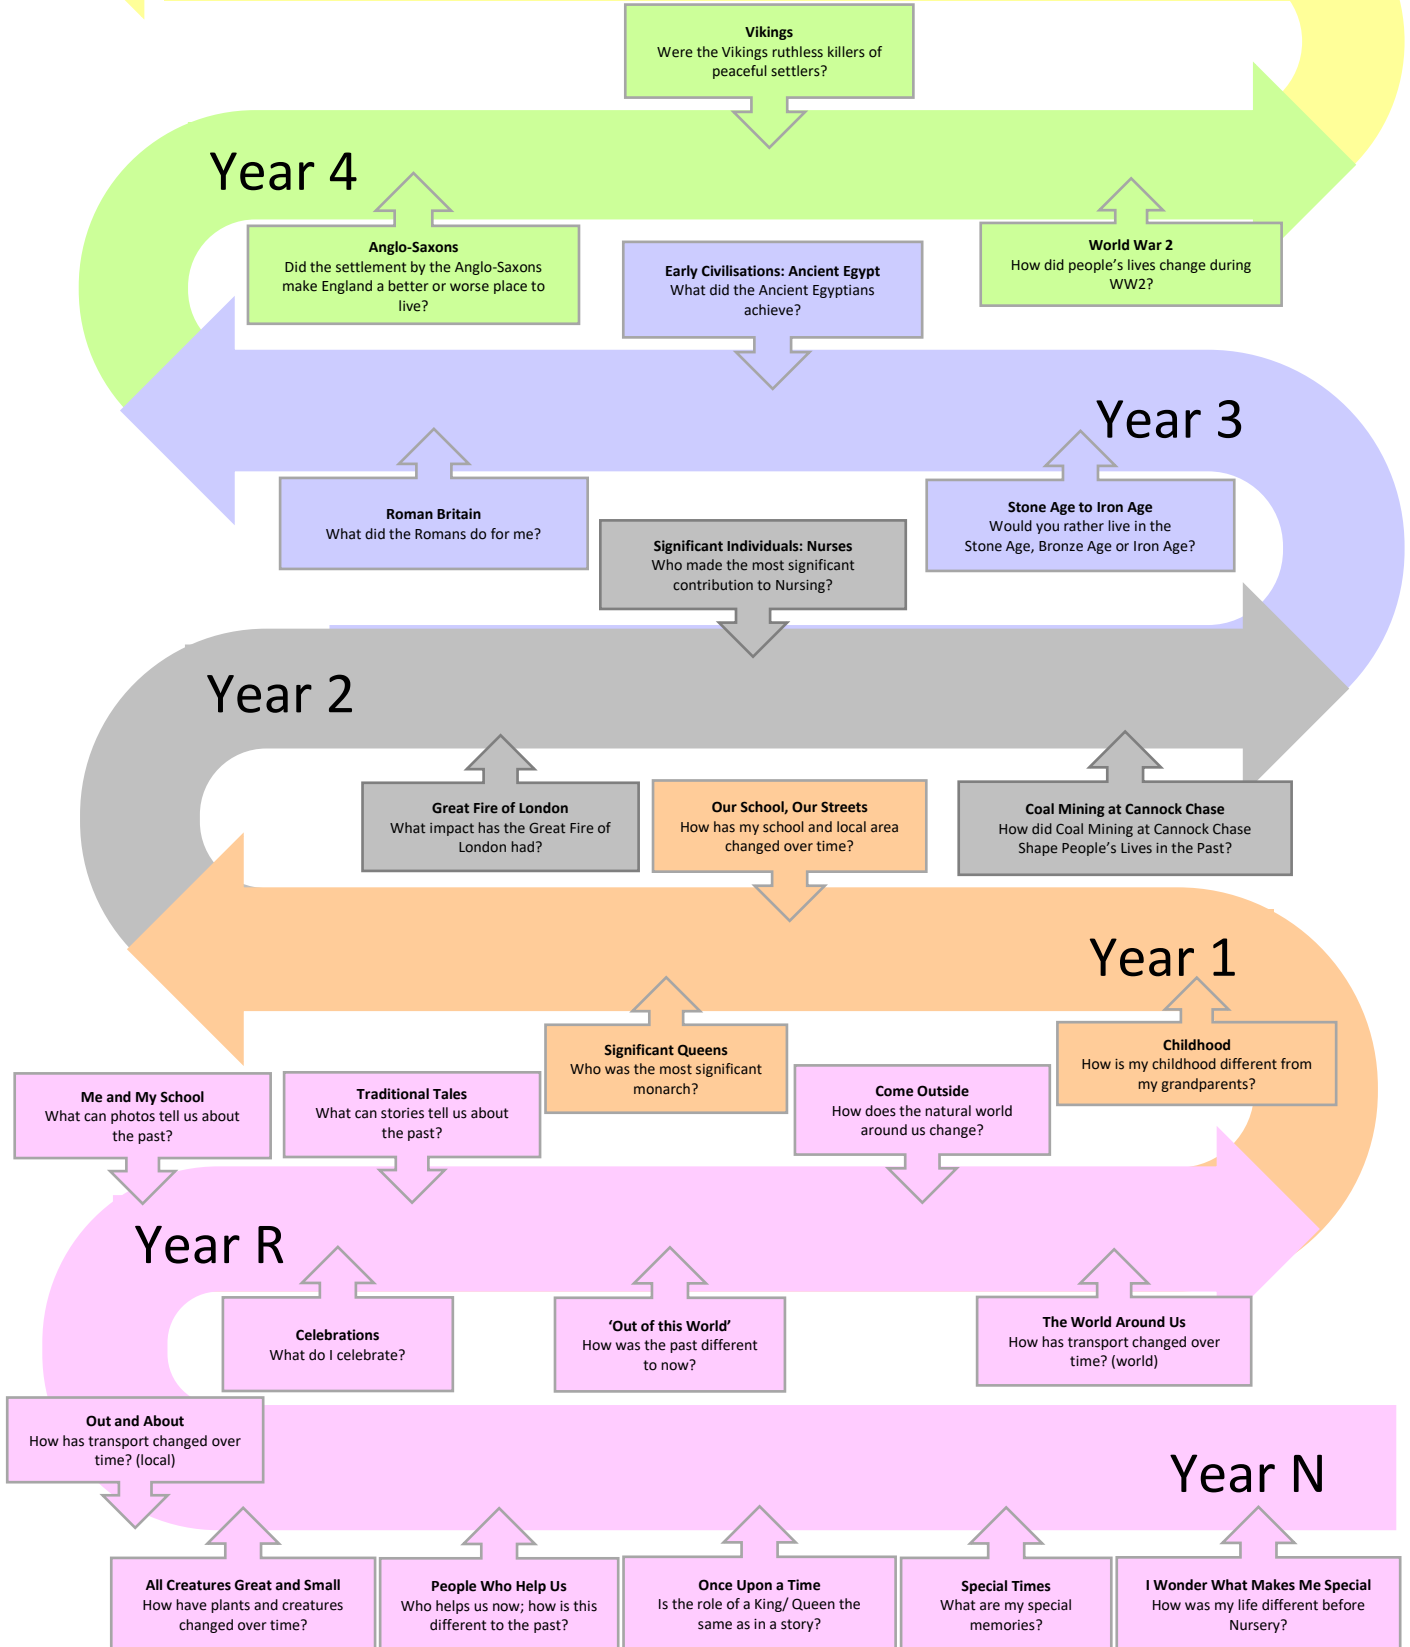 Vikings
Were the Vikings ruthless killers of
peaceful settlers?
Year 4
Anglo-Saxons
Did the settlement by the Anglo-Saxons
make England a better or worse place to
live?
World War 2
How did people's lives change during
WW2?
Early Civilisations: Ancient Egypt
What did the Ancient Egyptians
achieve?
Year 3
Roman Britain
What did the Romans do for me?
Stone Age to Iron Age
Would you rather live in the
Stone Age, Bronze Age or Iron Age?
Significant Individuals: Nurses
Who made the most significant
contribution to Nursing?
Year 2
Great Fire of London
What impact has the Great Fire of
London had?
Our School, Our Streets
How has my school and local area
changed over time?
Coal Mining at Cannock Chase
How did Coal Mining at Cannock Chase
Shape People's Lives in the Past?
Year 1
Significant Queens
Who was the most significant
monarch?
Childhood
How is my childhood different from
my grandparents?
Me and My School
What can photos tell us about
the past?
Traditional Tales
What can stories tell us about
the past?
Come Outside
How does the natural world
around us change?
Year R
Celebrations
What do I celebrate?
'Out of this World'
How was the past different
to now?
The World Around Us
How has transport changed over
time? (world)
Out and About
How has transport changed over
time? (local)
Year N
All Creatures Great and Small
How have plants and creatures
changed over time?
People Who Help Us
Who helps us now; how is this
different to the past?
Once Upon a Time
Is the role of a King/ Queen the
same as in a story?
Special Times
What are my special
memories?
I Wonder What Makes Me Special
How was my life different before
Nursery?